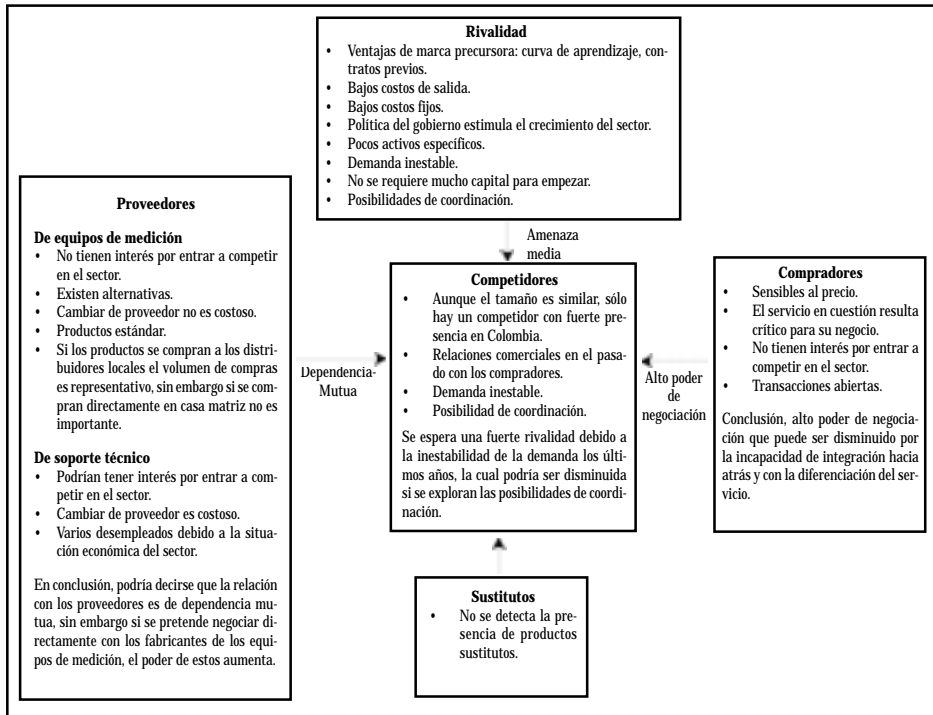 Rivalidad
• Ventajas de marca precursora: curva de aprendizaje, con-
tratos previos.
• Bajos costos de salida.
• Bajos costos fijos.
• Política del gobierno estimula el crecimiento del sector.
• Pocos activos específicos.
• Demanda inestable.
• No se requiere mucho capital para empezar.
• Posibilidades de coordinación.
Amenaza
media
Proveedores
De equipos de medición
• No tienen interés por entrar a competir
en el sector.
• Existen alternativas.
• Cambiar de proveedor no es costoso.
• Productos estándar.
• Si los productos se compran a los distri-
buidores locales el volumen de compras
es representativo, sin embargo si se com-
pran directamente en casa matriz no es
importante.
De soporte técnico
• Podrían tener interés por entrar a com-
petir en el sector.
• Cambiar de proveedor es costoso.
• Varios desempleados debido a la situa-
ción económica del sector.
En conclusión, podría decirse que la relación
con los proveedores es de dependencia mu-
tua, sin embargo si se pretende negociar di-
rectamente con los fabricantes de los equi-
pos de medición, el poder de estos aumenta.
Dependencia-
Mutua
Competidores
• Aunque el tamaño es similar, sólo
hay un competidor con fuerte pre-
sencia en Colombia.
• Relaciones comerciales en el pasa-
do con los compradores.
• Demanda inestable.
• Posibilidad de coordinación.
Se espera una fuerte rivalidad debido a
la inestabilidad de la demanda los últi-
mos años, la cual podría ser disminuida
si se exploran las posibilidades de coordi-
nación.
Alto poder
de
negociación
Compradores
• Sensibles al precio.
• El servicio en cuestión resulta
crítico para su negocio.
• No tienen interés por entrar a
competir en el sector.
• Transacciones abiertas.
Conclusión, alto poder de negocia-
ción que puede ser disminuido por
la incapacidad de integración hacia
atrás y con la diferenciación del ser-
vicio.
Sustitutos
• No se detecta la pre-
sencia de productos
sustitutos.